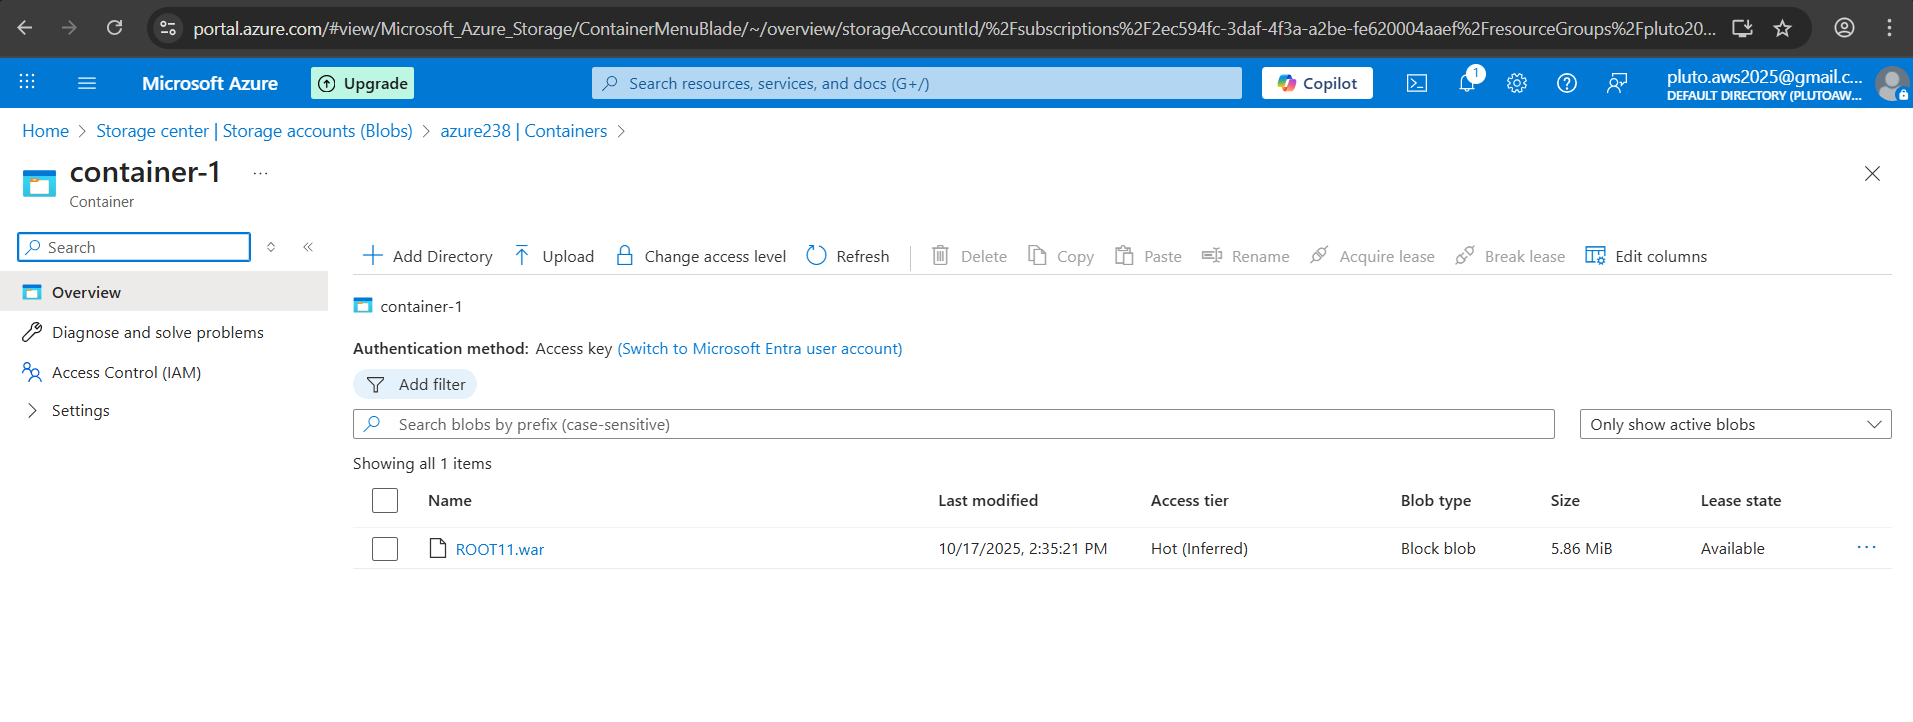 portal.azure.com/#view/Microsoft_Azure_Storage/ContainerMenuBlade/~/overview/storageAccountId/%2Fsubscriptions%2F2ec594fc-3daf-4f3a-a2be-fe620004aaef%2FresourceGroups%2Fpluto20...
Microsoft Azure Upgrade Search resources, services, and docs (G+/) Copilot 1 pluto.aws2025@gmail.c...
DEFAULT DIRECTORY (PLUTOAW...
Home > Storage center | Storage accounts (Blobs) > azure238 | Containers >
container-1 ...
Container
Search
Add Directory Upload Change access level Refresh Delete Copy Paste Rename Acquire lease Break lease Edit columns
Overview
Diagnose and solve problems
Access Control (IAM)
Settings
container-1
Authentication method: Access key (Switch to Microsoft Entra user account)
Add filter
Search blobs by prefix (case-sensitive) Only show active blobs
Showing all 1 items
Name Last modified Access tier Blob type Size Lease state
ROOT11.war 10/17/2025, 2:35:21 PM Hot (Inferred) Block blob 5.86 MiB Available ...